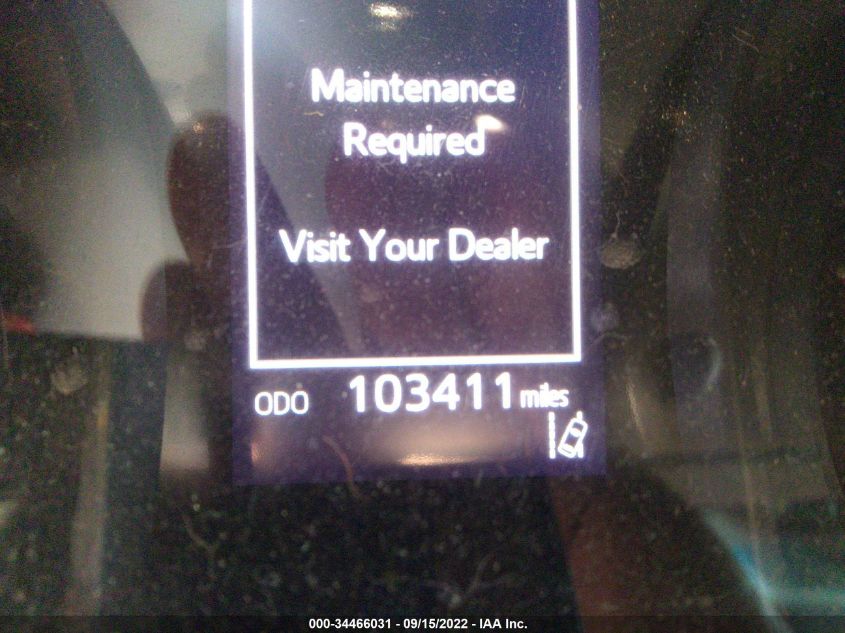 Maintenance
Required
Visit Your Dealer
ODO 103411 miles
000-34466031 - 09/15/2022 - IAA Inc.